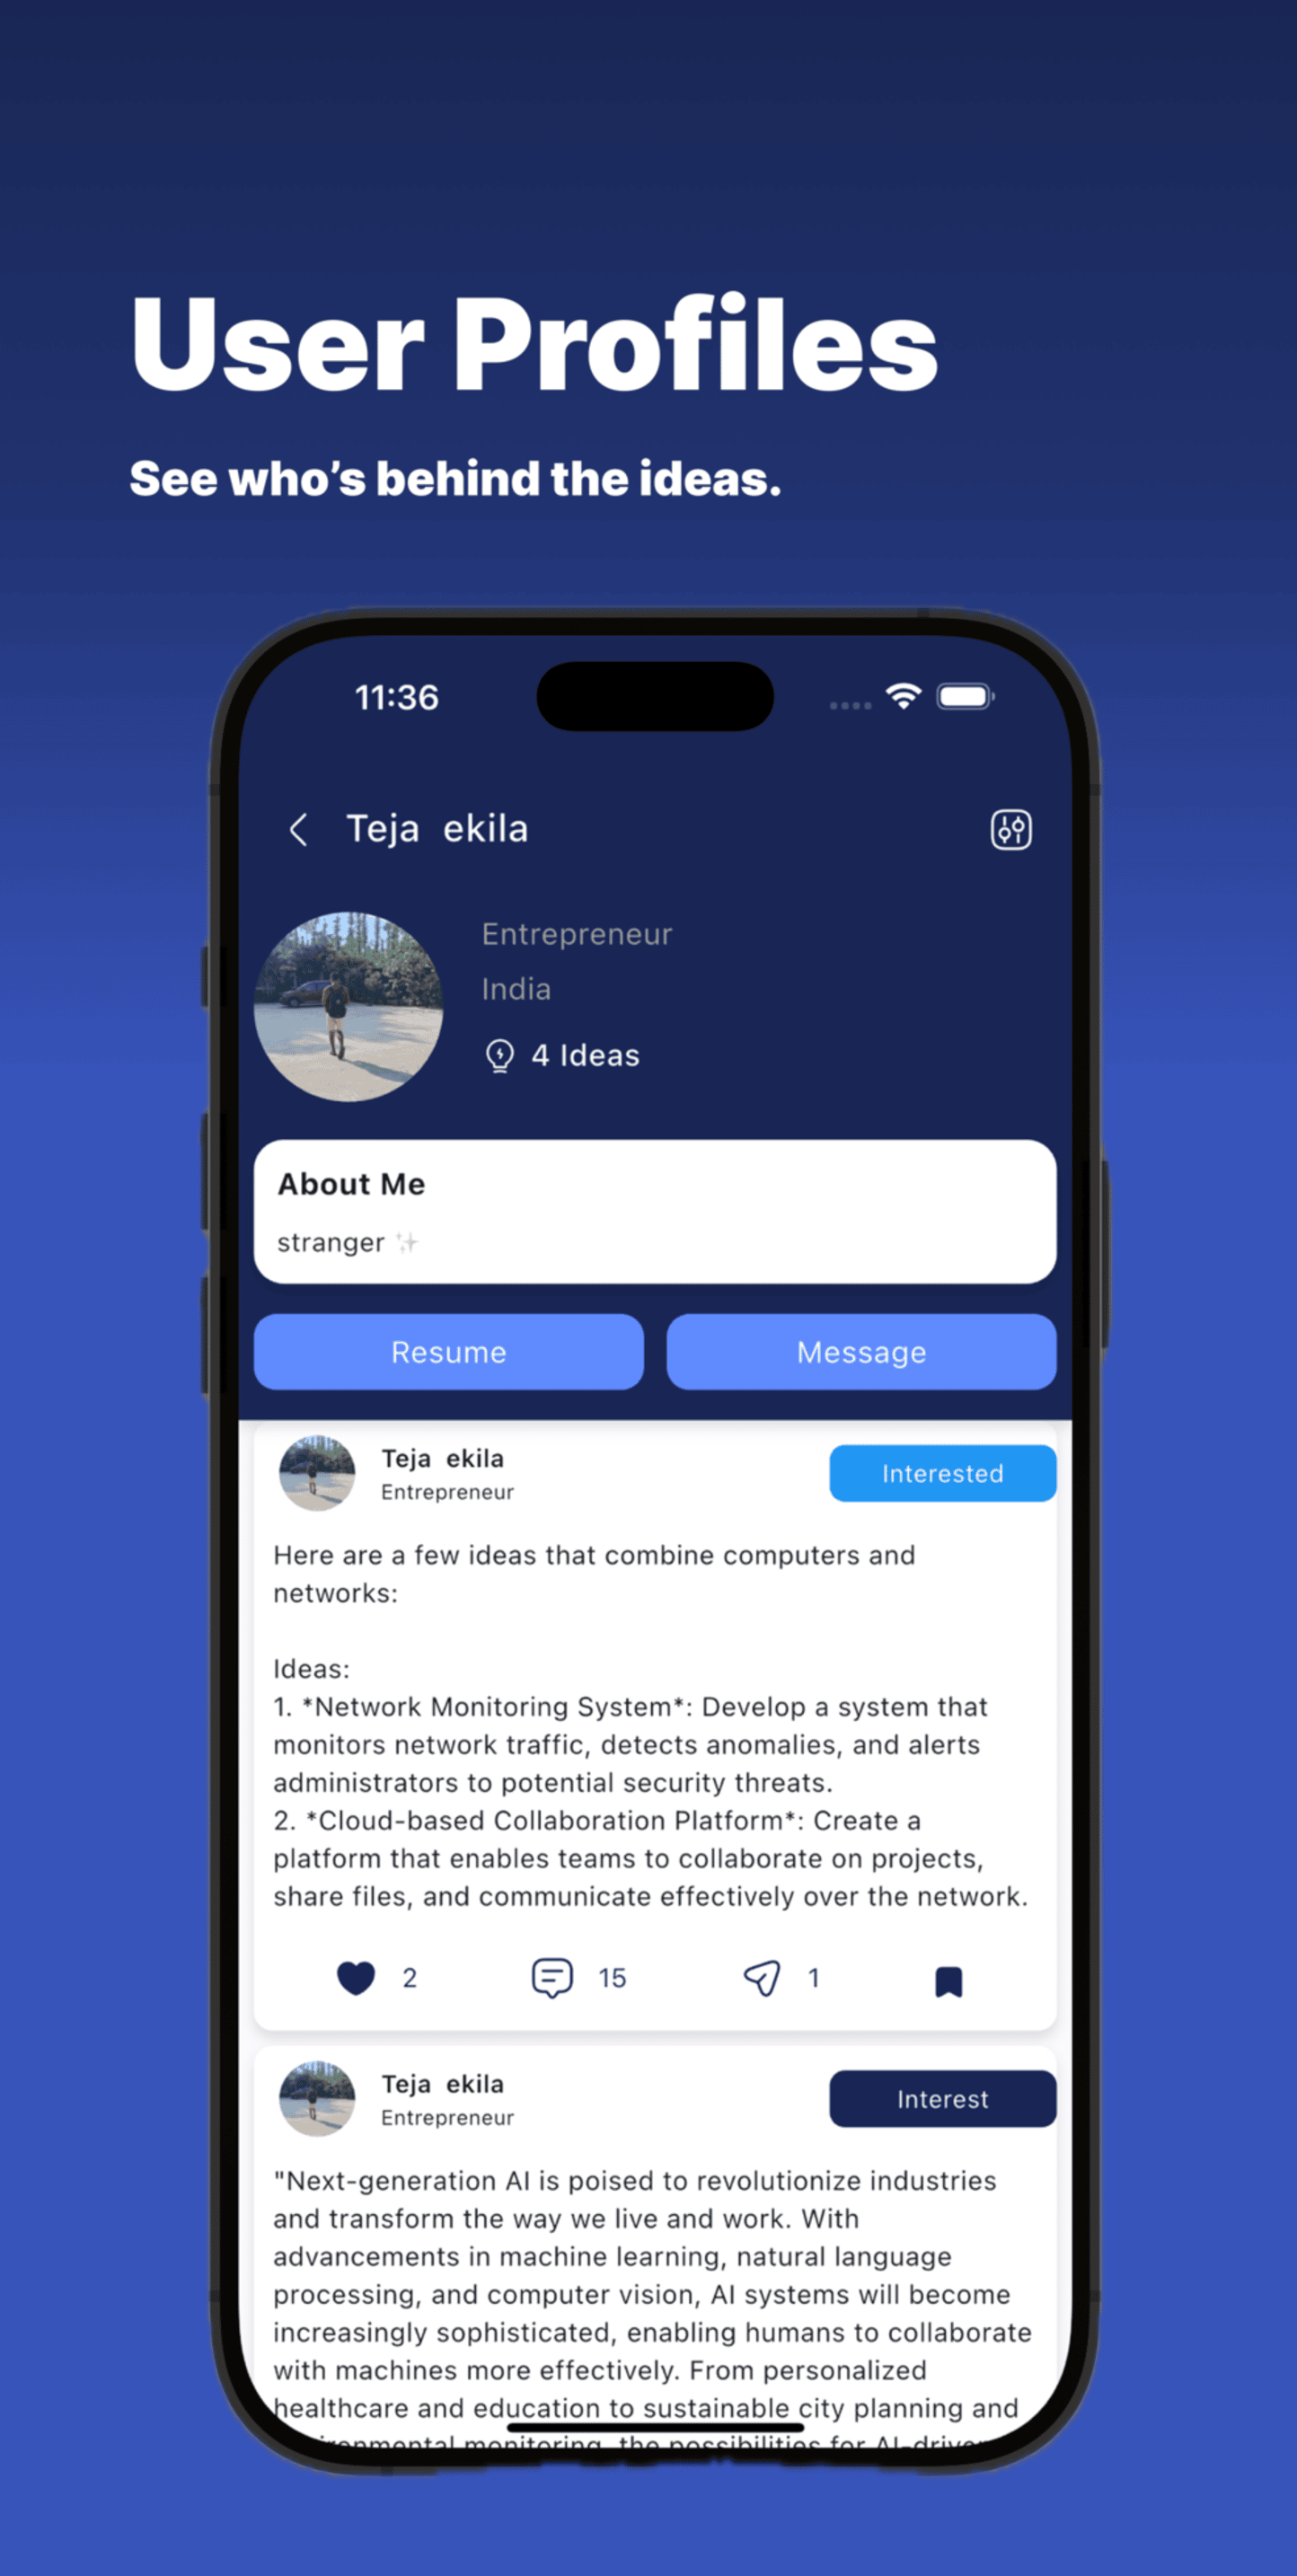 User Profiles
See who’s behind the ideas.
11:36
Teja  ekila
Entrepreneur
India
4 Ideas
About Me
stranger ✨
Resume
Message
Teja  ekila
Entrepreneur
Interested
Here are a few ideas that combine computers and
networks:
Ideas:
1. *Network Monitoring System*: Develop a system that
monitors network traffic, detects anomalies, and alerts
administrators to potential security threats.
2. *Cloud-based Collaboration Platform*: Create a
platform that enables teams to collaborate on projects,
share files, and communicate effectively over the network.
2
15
1
Teja  ekila
Entrepreneur
Interest
"Next-generation AI is poised to revolutionize industries
and transform the way we live and work. With
advancements in machine learning, natural language
processing, and computer vision, AI systems will become
increasingly sophisticated, enabling humans to collaborate
with machines more effectively. From personalized
healthcare and education to sustainable city planning and
monitoring, the possibilities for